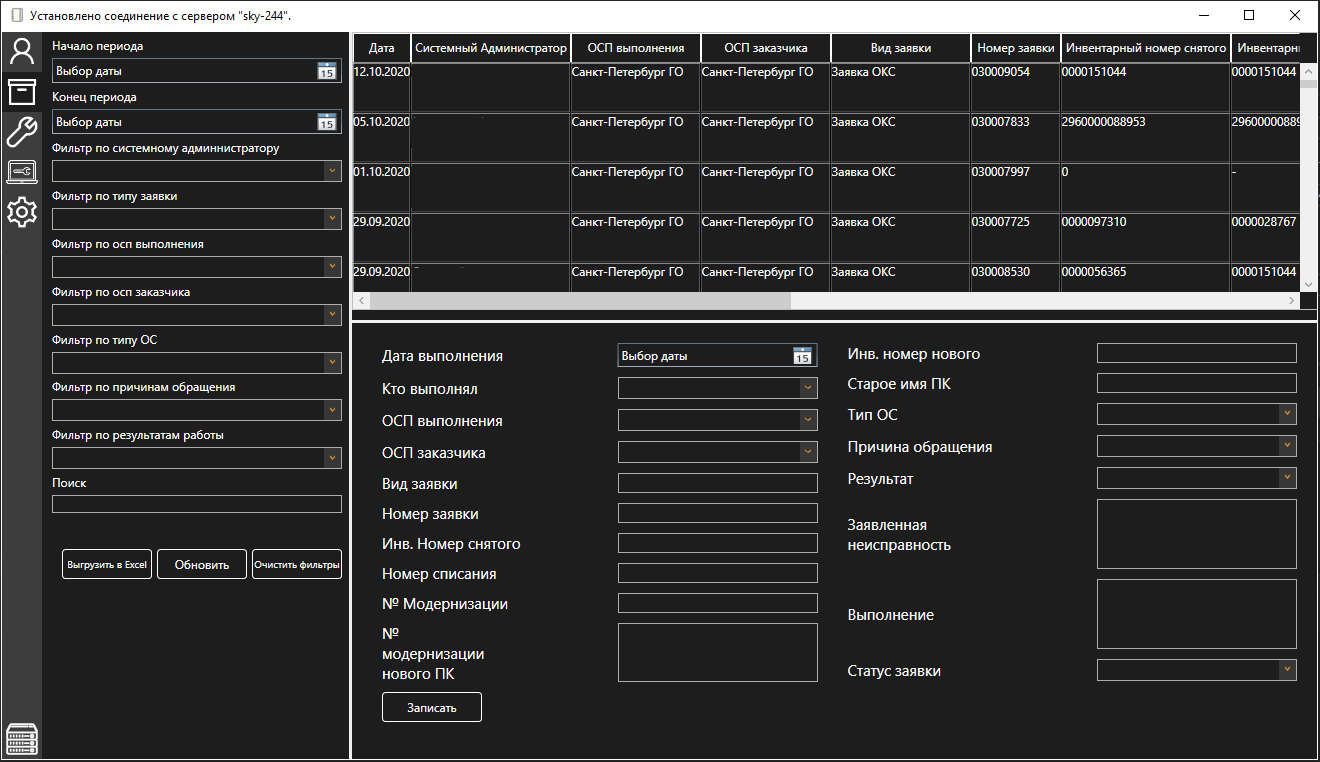 Установлено соединение с сервером "sky-244".
Начало периода
Выбор даты
15
Конец периода
Выбор даты
15
Фильтр по системному админнистратору
Фильтр по типу заявки
Фильтр по осп выполнения
Фильтр по осп заказчика
Фильтр по типу ОС
Фильтр по причинам обращения
Фильтр по результатам работы
Поиск
Выгрузить в Excel Обновить Очистить фильтры
Дата Системный Администратор ОСП выполнения ОСП заказчика Вид заявки Номер заявки Инвентарный номер снятого
12.10.2020 Санкт-Петербург ГО Санкт-Петербург ГО Заявка ОКС 030009054 0000151044 0000151044
05.10.2020 Санкт-Петербург ГО Санкт-Петербург ГО Заявка ОКС 030007833 2960000088953 296000008895
01.10.2020 Санкт-Петербург ГО Санкт-Петербург ГО Заявка ОКС 030007997 0 -
29.09.2020 Санкт-Петербург ГО Санкт-Петербург ГО Заявка ОКС 030007725 0000097310 0000028767
29.09.2020 Санкт-Петербург ГО Санкт-Петербург ГО Заявка ОКС 030008530 0000056365 0000151044
Дата выполнения Выбор даты 15
Кто выполнял
ОСП выполнения
ОСП заказчика
Вид заявки
Номер заявки
Инв. Номер снятого
Номер списания
№ Модернизации
№
модернизации
нового ПК
Записать
Инв. номер нового
Старое имя ПК
Тип ОС
Причина обращения
Результат
Заявленная
неисправность
Выполнение
Статус заявки